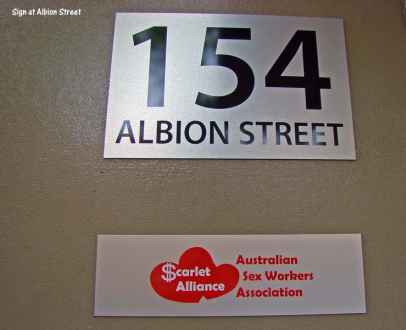 Sign at Albion Street
154
ALBION STREET
$carlet
Alliance
Australian
Sex Workers
Association